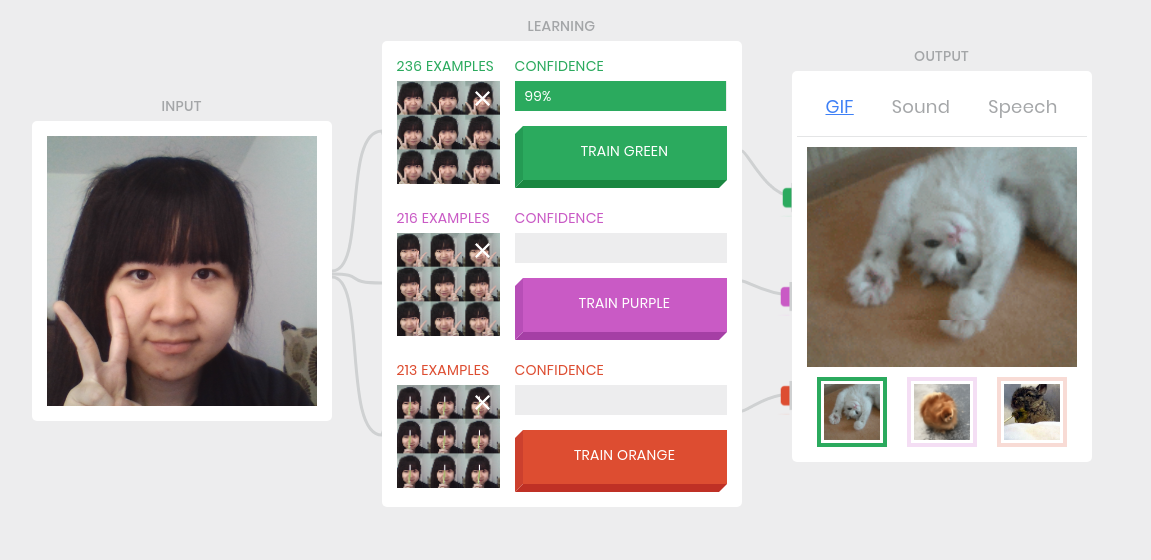 INPUT
LEARNING
236 EXAMPLES
CONFIDENCE
99%
TRAIN GREEN
216 EXAMPLES
CONFIDENCE
TRAIN PURPLE
213 EXAMPLES
CONFIDENCE
TRAIN ORANGE
OUTPUT
GIF Sound Speech